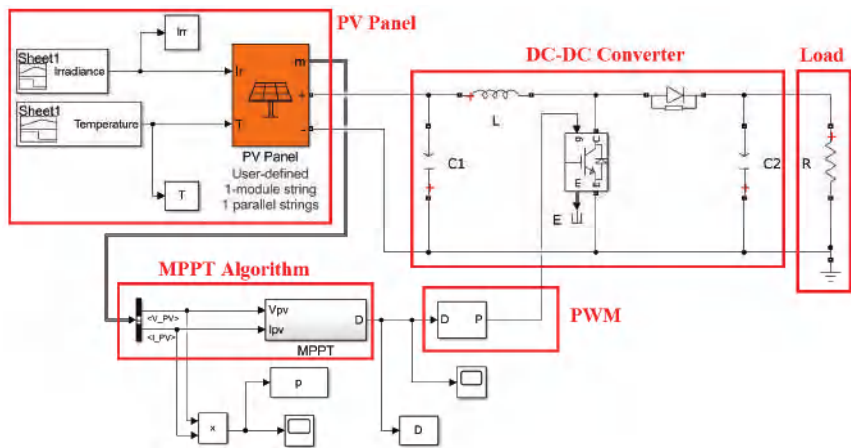 PV Panel
Irr
Sheet1
Irradiance
Ir
m
+
Sheet1
Temperature
T
-
PV Panel
User-defined
1-module string
1 parallel strings
T
DC-DC Converter
Load
+
L
+
C1
+
g
C
m
E
E
C2
+
R
MPPT Algorithm
<V_PV>
<I_PV>
Vpv
Ipv
D
MPPT
D
P
PWM
p
x
D